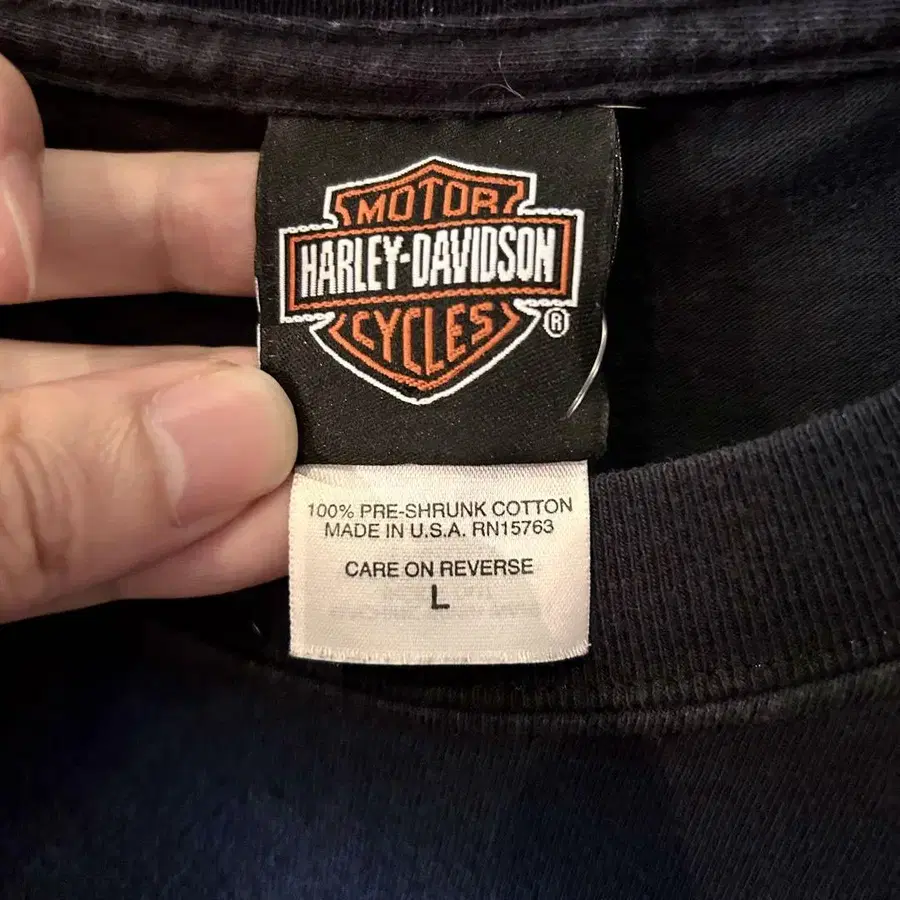 MOTOR
HARLEY-DAVIDSON
CYCLES
®
100% PRE-SHRUNK COTTON
MADE IN U.S.A. RN15763
CARE ON REVERSE
L